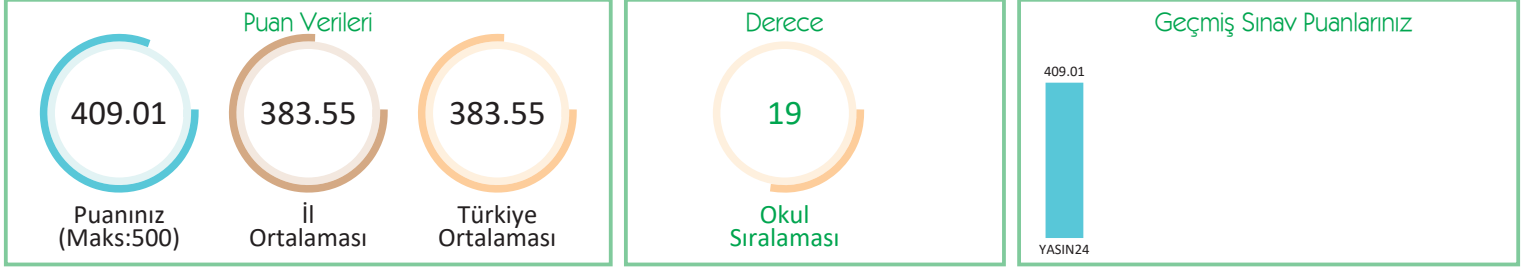 Puan Verileri
409.01
383.55
383.55
Puanınız
(Maks:500)
İl
Ortalaması
Türkiye
Ortalaması
Derece
19
Okul
Sıralaması
Geçmiş Sınav Puanlarınız
409.01
YASIN24